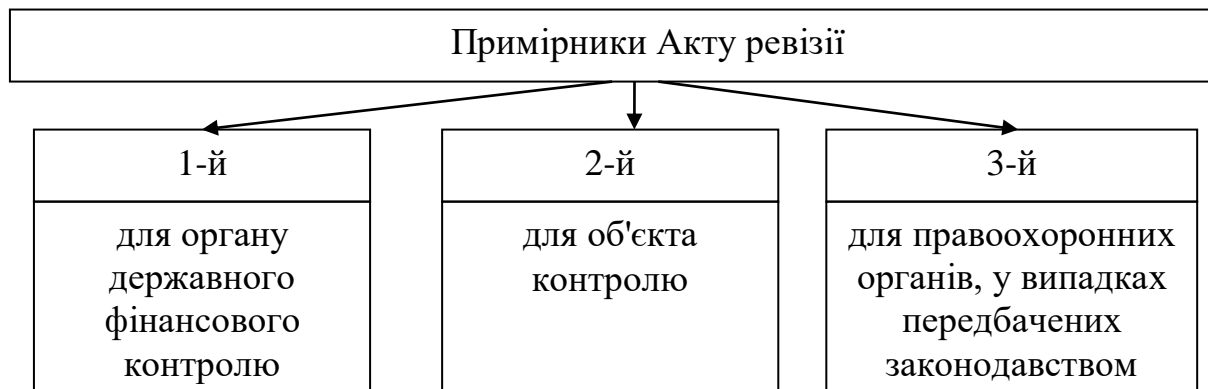 Примірники Акту ревізії
1-й
для органу
державного
фінансового
контролю
2-й
для об'єкта
контролю
3-й
для правоохоронних
органів, у випадках
передбачених
законодавством